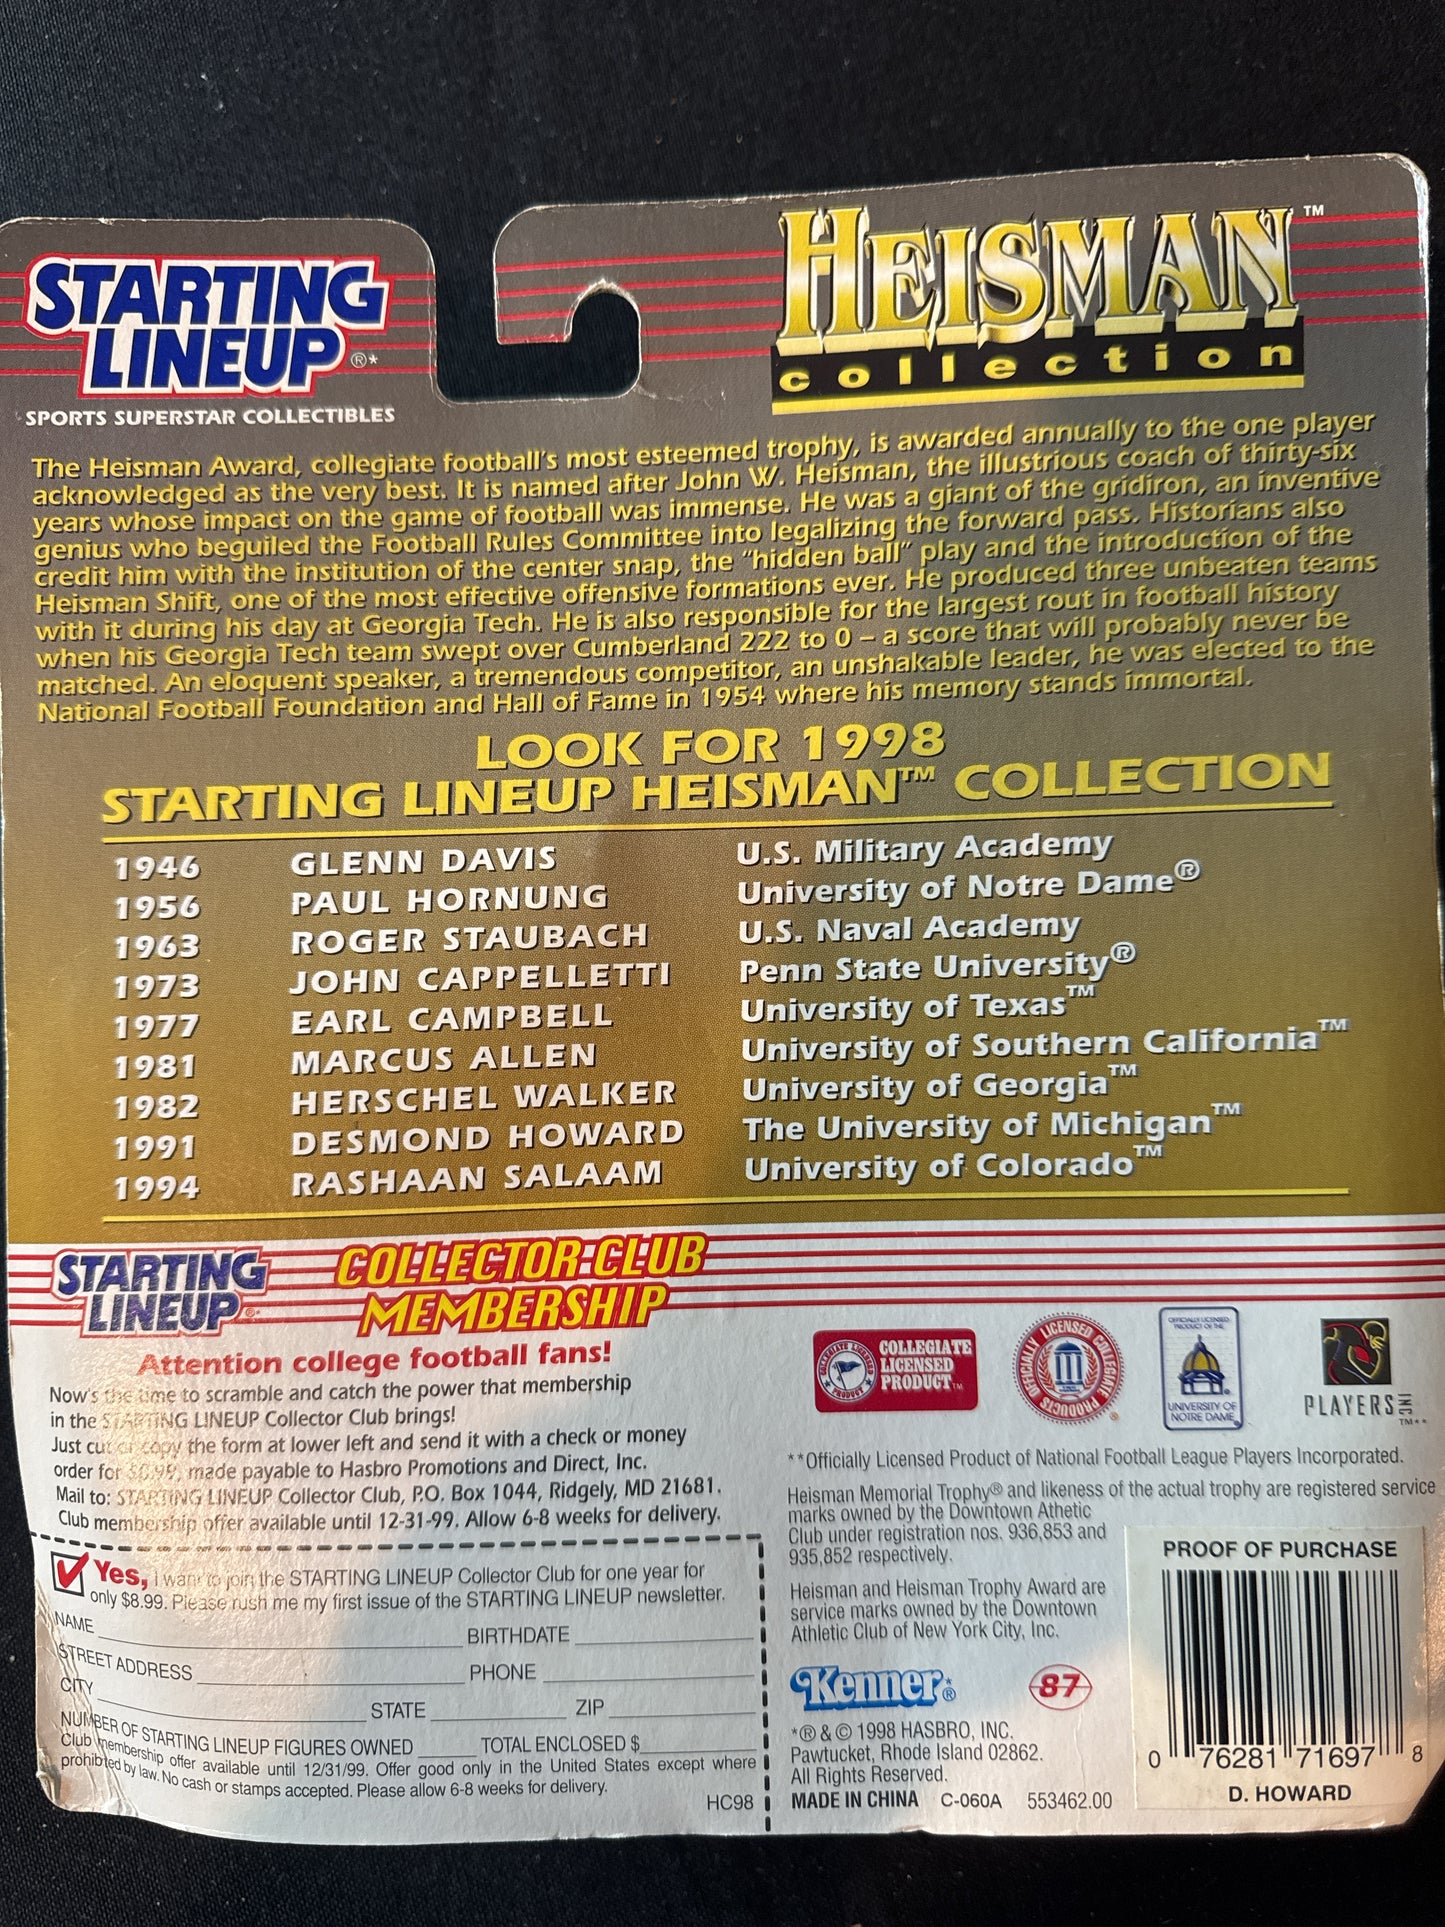 STARTING
LINEUP®*
SPORTS SUPERSTAR COLLECTIBLES
HEISMAN™
collection
The Heisman Award, collegiate football's most esteemed trophy, is awarded annually to the one player
acknowledged as the very best. It is named after John W. Heisman, the illustrious coach of thirty-six
years whose impact on the game of football was immense. He was a giant of the gridiron, an inventive
genius who beguiled the Football Rules Committee into legalizing the forward pass. Historians also
credit him with the institution of the center snap, the "hidden ball" play and the introduction of the
Heisman Shift, one of the most effective offensive formations ever. He produced three unbeaten teams
with it during his day at Georgia Tech. He is also responsible for the largest rout in football history
when his Georgia Tech team swept over Cumberland 222 to 0 – a score that will probably never be
matched. An eloquent speaker, a tremendous competitor, an unshakable leader, he was elected to the
National Football Foundation and Hall of Fame in 1954 where his memory stands immortal.
LOOK FOR 1998
STARTING LINEUP HEISMAN™ COLLECTION
1946 GLENN DAVIS U.S. Military Academy
1956 PAUL HORNUNG University of Notre Dame®
1963 ROGER STAUBACH U.S. Naval Academy
1973 JOHN CAPPELLETTI Penn State University®
1977 EARL CAMPBELL University of Texas™
1981 MARCUS ALLEN University of Southern California™
1982 HERSCHEL WALKER University of Georgia™
1991 DESMOND HOWARD The University of Michigan™
1994 RASHAAN SALAAM University of Colorado™
STARTING
LINEUP®*
COLLECTOR CLUB
MEMBERSHIP
Attention college football fans!
Now's the time to scramble and catch the power that membership
in the STARTING LINEUP Collector Club brings!
Just cut or copy the form at lower left and send it with a check or money
order for $8.99, made payable to Hasbro Promotions and Direct, Inc.
Mail to: STARTING LINEUP Collector Club, P.O. Box 1044, Ridgely, MD 21681.
Club membership offer available until 12-31-99. Allow 6-8 weeks for delivery.
Yes, I want to join the STARTING LINEUP Collector Club for one year for
only $8.99. Please rush me my first issue of the STARTING LINEUP newsletter.
NAME BIRTHDATE
STREET ADDRESS PHONE
CITY STATE ZIP
NUMBER OF STARTING LINEUP FIGURES OWNED TOTAL ENCLOSED $
Club membership offer available until 12/31/99. Offer good only in the United States except where
prohibited by law. No cash or stamps accepted. Please allow 6-8 weeks for delivery.
HC98
COLLEGIATE LICENSED PRODUCT
COLLEGIATE
LICENSED
PRODUCT™
OFFICIALLY LICENSED COLLEGIATE PRODUCTS
OFFICIALLY LICENSED
PRODUCT OF THE
UNIVERSITY OF
NOTRE DAME
PLAYERS INC
™**
**Officially Licensed Product of National Football League Players Incorporated.
Heisman Memorial Trophy® and likeness of the actual trophy are registered service
marks owned by the Downtown Athetic
Club under registration nos. 936,853 and
935,852 respectively.
Heisman and Heisman Trophy Award are
service marks owned by the Downtown
Athletic Club of New York City, Inc.
Kenner*®
87
*® & © 1998 HASBRO, INC.
Pawtucket, Rhode Island 02862.
All Rights Reserved.
MADE IN CHINA C-060A 553462.00
PROOF OF PURCHASE
0 76281 71697 8
D. HOWARD